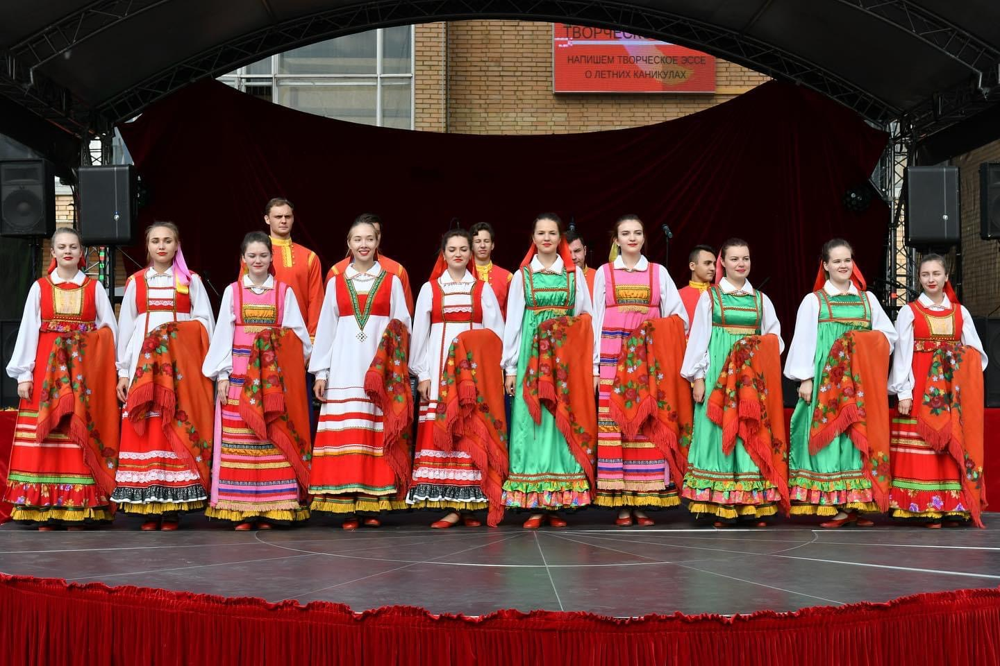 НАПИШЕМ ТВОРЧЕСКОЕ ЭССЕ
О ЛЕТНИХ КАНИКУЛАХ